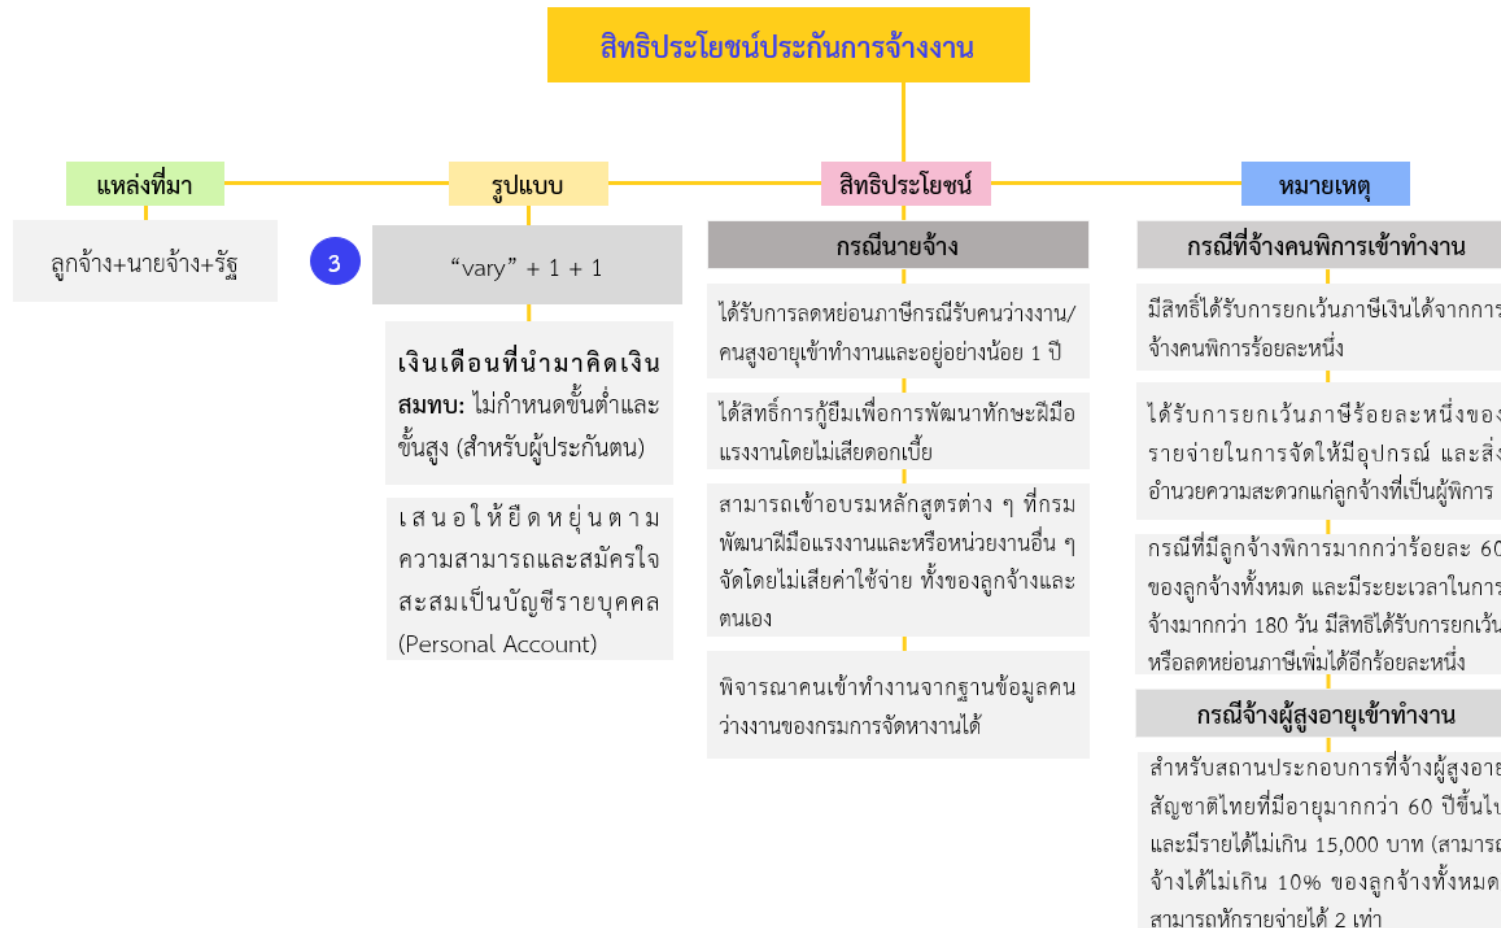 สิทธิประโยชน์ประกันการจ้างงาน
แหล่งที่มา
ลูกจ้าง+นายจ้าง+รัฐ
รูปแบบ
3
“vary” + 1 + 1
เงินเดือนที่นำมาคิดเงิน
สมทบ: ไม่กำหนดขั้นต่ำและ
ขั้นสูง (สำหรับผู้ประกันตน)
เสนอให้ยืดหยุ่นตาม
ความสามารถและสมัครใจ
สะสมเป็นบัญชีรายบุคคล
(Personal Account)
สิทธิประโยชน์
กรณีนายจ้าง
ได้รับการลดหย่อนภาษีกรณีรับคนว่างงาน/
คนสูงอายุเข้าทำงานและอยู่อย่างน้อย 1 ปี
ได้สิทธิ์การกู้ยืมเพื่อการพัฒนาทักษะฝีมือ
แรงงานโดยไม่เสียดอกเบี้ย
สามารถเข้าอบรมหลักสูตรต่าง ๆ ที่กรม
พัฒนาฝีมือแรงงานและหรือหน่วยงานอื่น ๆ
จัดโดยไม่เสียค่าใช้จ่าย ทั้งของลูกจ้างและ
ตนเอง
พิจารณาคนเข้าทำงานจากฐานข้อมูลคน
ว่างงานของกรมการจัดหางานได้
หมายเหตุ
กรณีที่จ้างคนพิการเข้าทำงาน
มีสิทธิ์ได้รับการยกเว้นภาษีเงินได้จากการ
จ้างคนพิการร้อยละหนึ่ง
ได้รับการยกเว้นภาษีร้อยละหนึ่งของ
รายจ่ายในการจัดให้มีอุปกรณ์ และสิ่ง
อำนวยความสะดวกแก่ลูกจ้างที่เป็นผู้พิการ
กรณีที่มีลูกจ้างพิการมากกว่าร้อยละ 60
ของลูกจ้างทั้งหมด และมีระยะเวลาในการ
จ้างมากกว่า 180 วัน มีสิทธิได้รับการยกเว้น
หรือลดหย่อนภาษีเพิ่มได้อีกร้อยละหนึ่ง
กรณีจ้างผู้สูงอายุเข้าทำงาน
สำหรับสถานประกอบการที่จ้างผู้สูงอาย
สัญชาติไทยที่มีอายุมากกว่า 60 ปีขึ้นไป
และมีรายได้ไม่เกิน 15,000 บาท (สามารถ
จ้างได้ไม่เกิน 10% ของลูกจ้างทั้งหมด
สามารถหักรายจ่ายได้ 2 เท่า